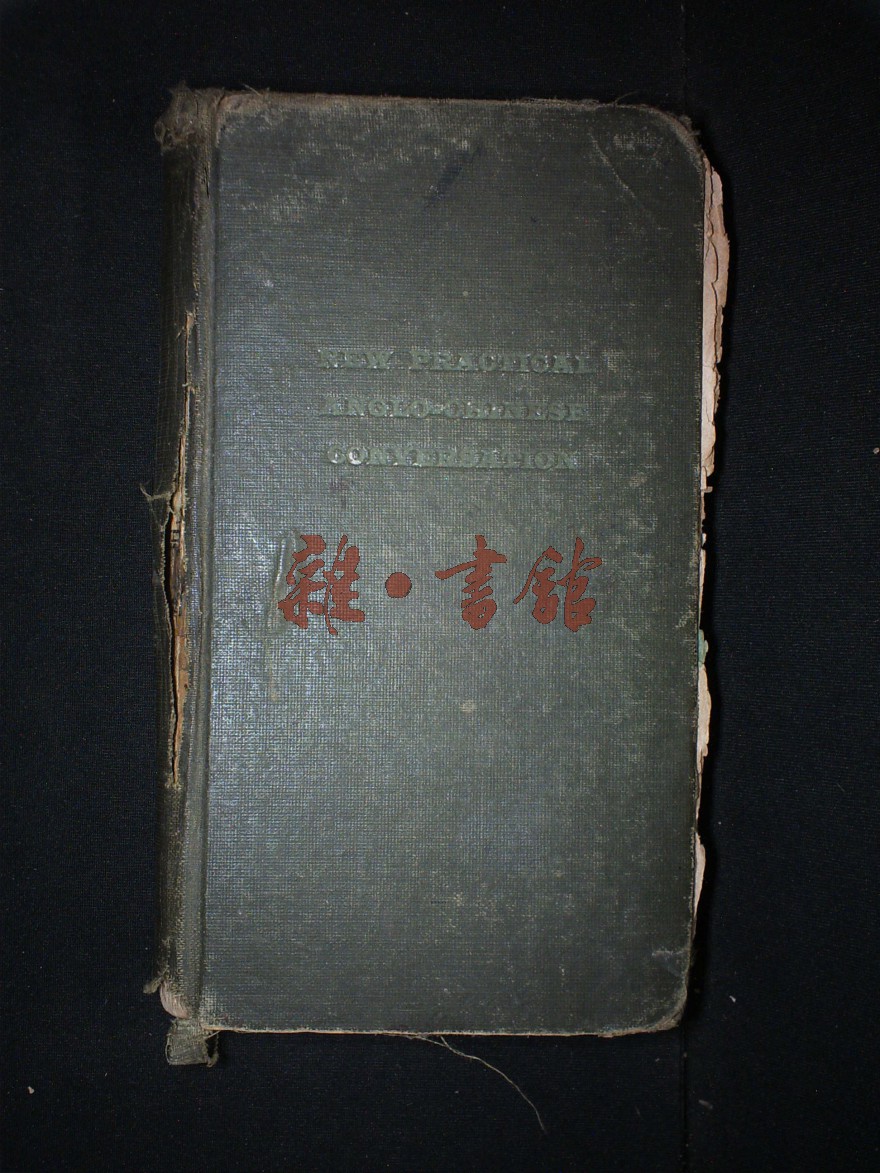 NEW PRACTICAL
ANGLO-CHINESE
CONVERSATION
雜·書館